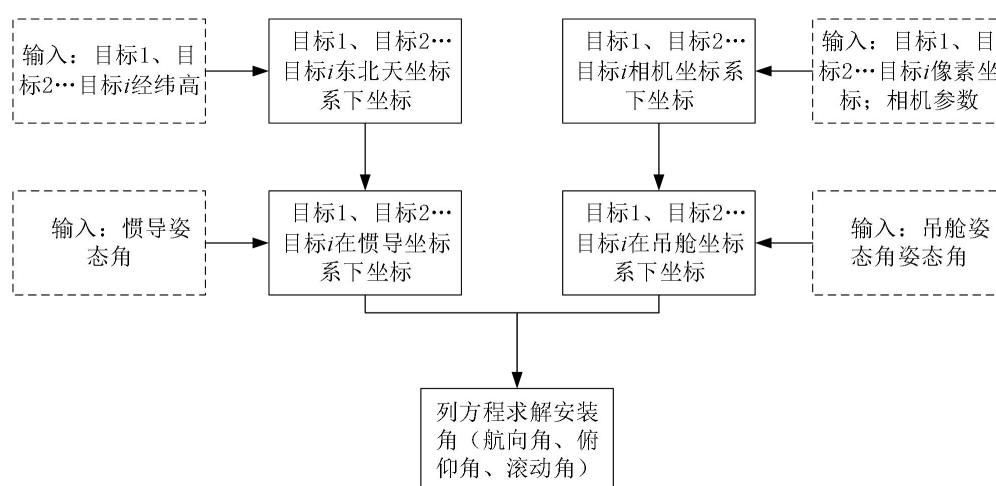 输入：目标1、目
标2…目标i经纬高
目标1、目标2…
目标i东北天坐标
系下坐标
目标1、目标2…
目标i相机坐标系
下坐标
输入：目标1、目
标2…目标i像素坐
标；相机参数
输入：惯导姿
态角
目标1、目标2…
目标i在惯导坐标
系下坐标
目标1、目标2…
目标i在吊舱坐标
系下坐标
输入：吊舱姿
态角姿态角
列方程求解安装
角（航向角、俯
仰角、滚动角）